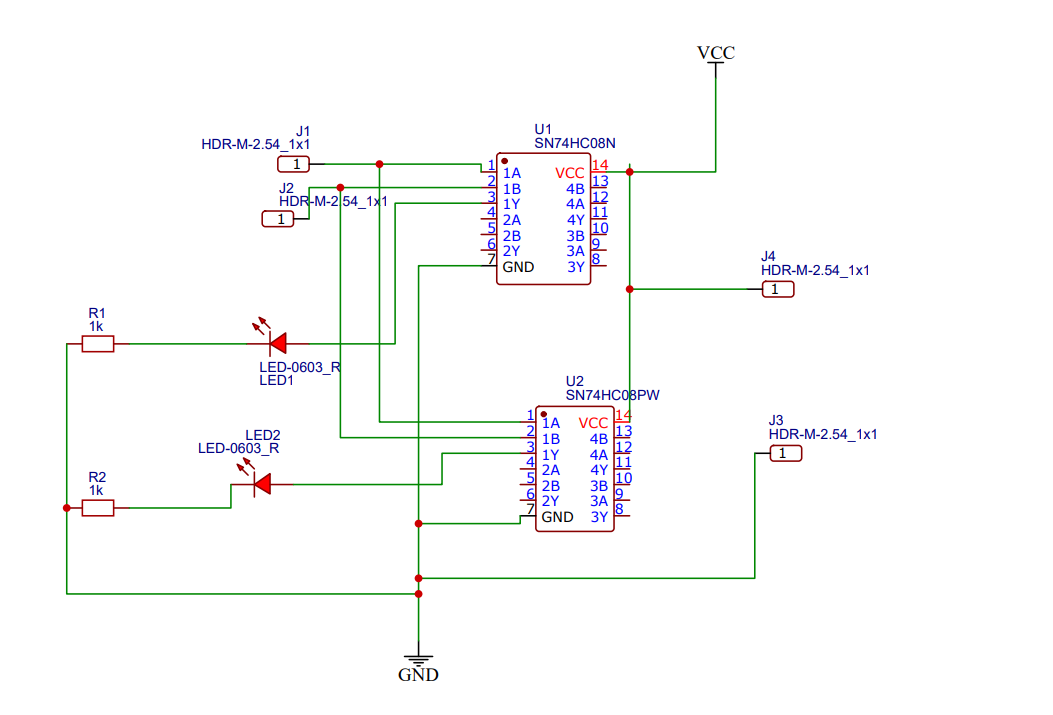 VCC
J1
HDR-M-2.54_1x1
1
J2
HDR-M-2.54_1x1
1
U1
SN74HC08N
1 1A VCC 14
2 1B 4B 13
3 1Y 4A 12
4 2A 4Y 11
5 2B 3B 10
6 2Y 3A 9
7 GND 3Y 8
J4
HDR-M-2.54_1x1
1
R1
1k
LED-0603_R
LED1
U2
SN74HC08PW
1 1A VCC 14
2 1B 4B 13
3 1Y 4A 12
4 2A 4Y 11
5 2B 3B 10
6 2Y 3A 9
7 GND 3Y 8
J3
HDR-M-2.54_1x1
1
LED2
LED-0603_R
R2
1k
GND